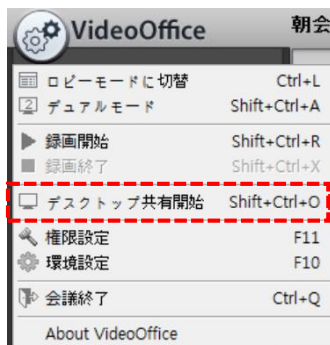 VideoOffice 朝会
ロビーモードに切替 Ctrl+L
2 デュアルモード Shift+Ctrl+A
録画開始 Shift+Ctrl+R
録画終了 Shift+Ctrl+X
デスクトップ共有開始 Shift+Ctrl+O
権限設定 F11
環境設定 F10
会議終了 Ctrl+Q
About VideoOffice